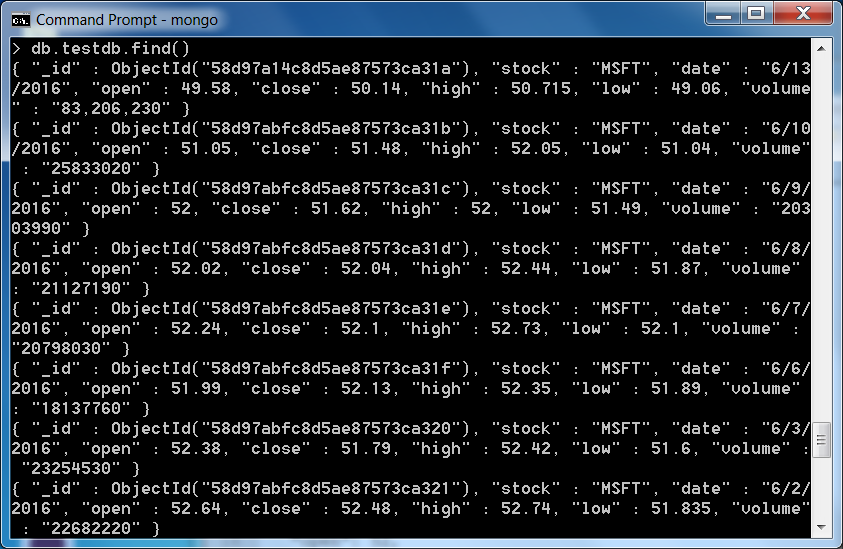 Command Prompt - mongo
> db.testdb.find()
{ "_id" : ObjectId("58d97a14c8d5ae87573ca31a"), "stock" : "MSFT", "date" : "6/13
/2016", "open" : 49.58, "close" : 50.14, "high" : 50.715, "low" : 49.06, "volume
" : "83,206,230" }
{ "_id" : ObjectId("58d97abfc8d5ae87573ca31b"), "stock" : "MSFT", "date" : "6/10
/2016", "open" : 51.05, "close" : 51.48, "high" : 52.05, "low" : 51.04, "volume"
 : "25833020" }
{ "_id" : ObjectId("58d97abfc8d5ae87573ca31c"), "stock" : "MSFT", "date" : "6/9/
2016", "open" : 52, "close" : 51.62, "high" : 52, "low" : 51.49, "volume" : "203
03990" }
{ "_id" : ObjectId("58d97abfc8d5ae87573ca31d"), "stock" : "MSFT", "date" : "6/8/
2016", "open" : 52.02, "close" : 52.04, "high" : 52.44, "low" : 51.87, "volume"
: "21127190" }
{ "_id" : ObjectId("58d97abfc8d5ae87573ca31e"), "stock" : "MSFT", "date" : "6/7/
2016", "open" : 52.24, "close" : 52.1, "high" : 52.73, "low" : 52.1, "volume" :
"20798030" }
{ "_id" : ObjectId("58d97abfc8d5ae87573ca31f"), "stock" : "MSFT", "date" : "6/6/
2016", "open" : 51.99, "close" : 52.13, "high" : 52.35, "low" : 51.89, "volume"
: "18137760" }
{ "_id" : ObjectId("58d97abfc8d5ae87573ca320"), "stock" : "MSFT", "date" : "6/3/
2016", "open" : 52.38, "close" : 51.79, "high" : 52.42, "low" : 51.6, "volume" :
 "23254530" }
{ "_id" : ObjectId("58d97abfc8d5ae87573ca321"), "stock" : "MSFT", "date" : "6/2/
2016", "open" : 52.64, "close" : 52.48, "high" : 52.74, "low" : 51.835, "volume"
 : "22682220" }